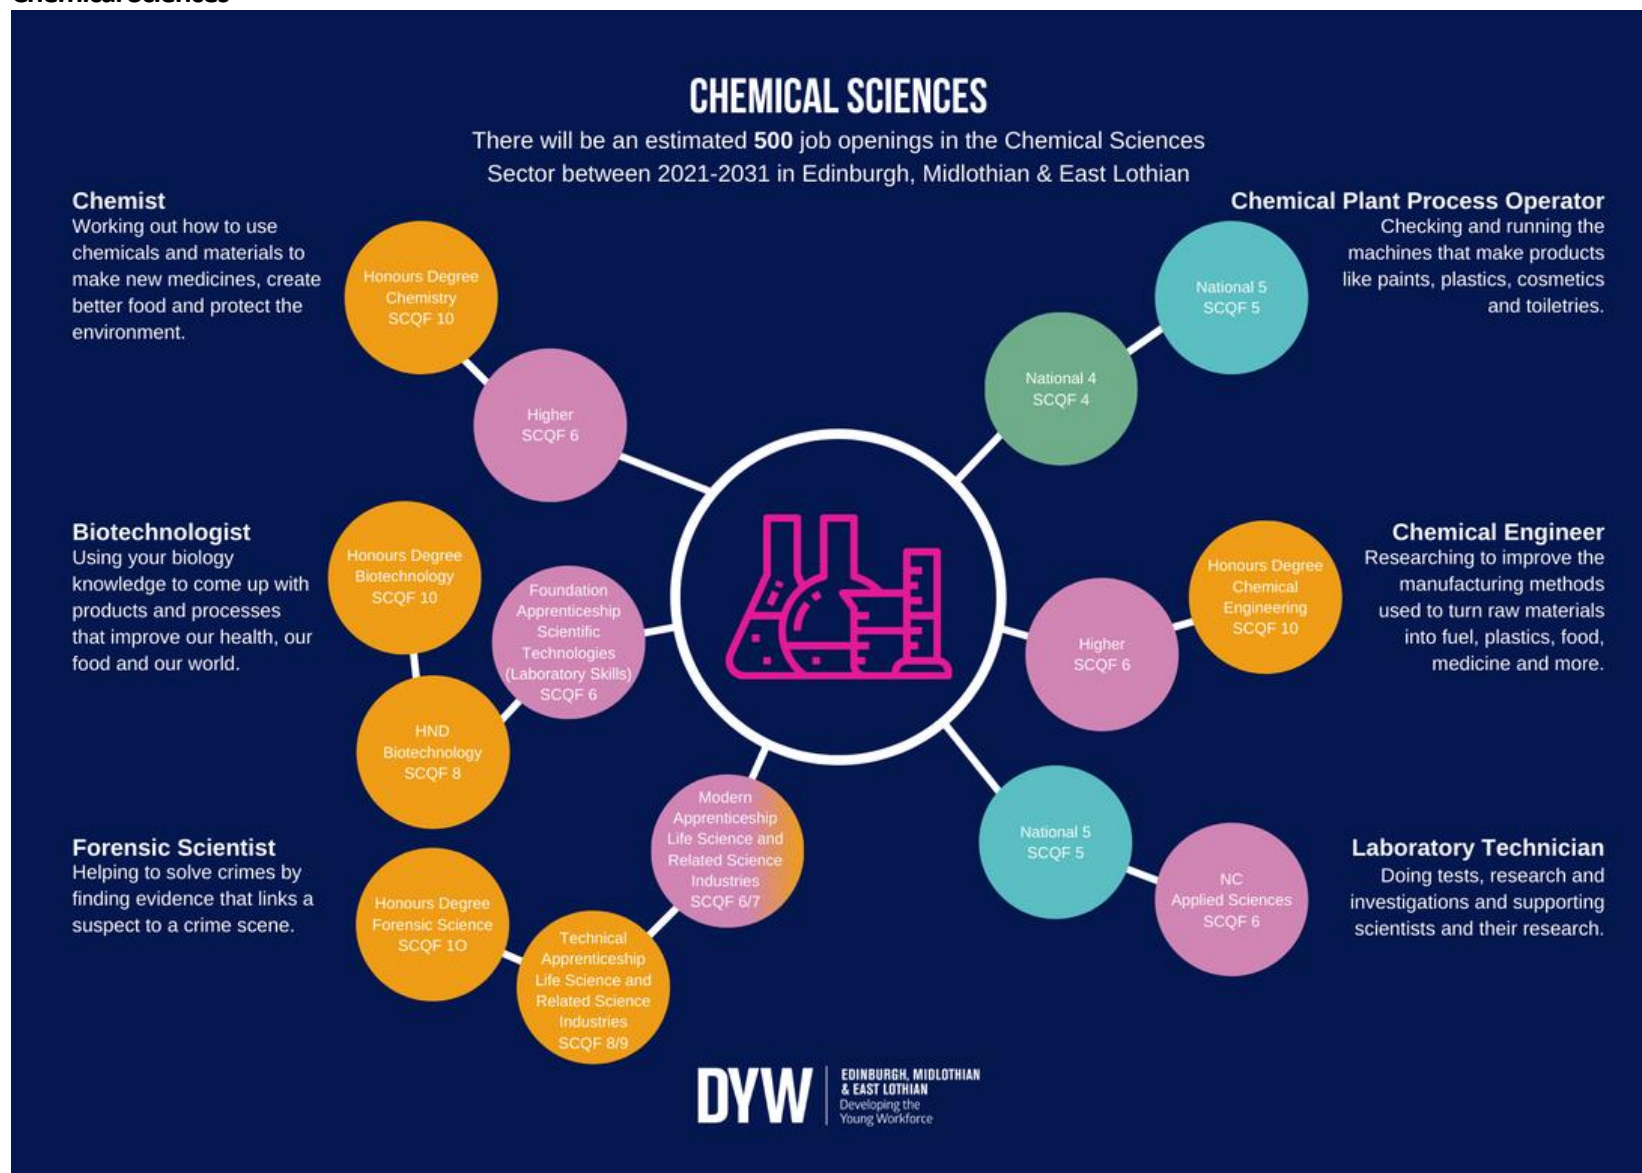 Chemical Sciences
CHEMICAL SCIENCES
There will be an estimated 500 job openings in the Chemical Sciences
Sector between 2021-2031 in Edinburgh, Midlothian & East Lothian
Chemist
Working out how to use
chemicals and materials to
make new medicines, create
better food and protect the
environment.
Honours Degree
Chemistry
SCQF 10
Higher
SCQF 6
Chemical Plant Process Operator
Checking and running the
machines that make products
like paints, plastics, cosmetics
and toiletries.
National 5
SCQF 5
National 4
SCQF 4
Biotechnologist
Using your biology
knowledge to come up with
products and processes
that improve our health, our
food and our world.
Honours Degree
Biotechnology
SCQF 10
Foundation
Apprenticeship
Scientific
Technologies
(Laboratory Skills)
SCQF 6
HND
Biotechnology
SCQF 8
Chemical Engineer
Researching to improve the
manufacturing methods
used to turn raw materials
into fuel, plastics, food,
medicine and more.
Honours Degree
Chemical
Engineering
SCQF 10
Higher
SCQF 6
Forensic Scientist
Helping to solve crimes by
finding evidence that links a
suspect to a crime scene.
Honours Degree
Forensic Science
SCQF 1O
Technical
Apprenticeship
Life Science and
Related Science
Industries
SCQF 8/9
Modern
Apprenticeship
Life Science and
Related Science
Industries
SCQF 6/7
National 5
SCQF 5
NC
Applied Sciences
SCQF 6
Laboratory Technician
Doing tests, research and
investigations and supporting
scientists and their research.
DYW
EDINBURGH, MIDLOTHIAN
& EAST LOTHIAN
Developing the
Young Workforce